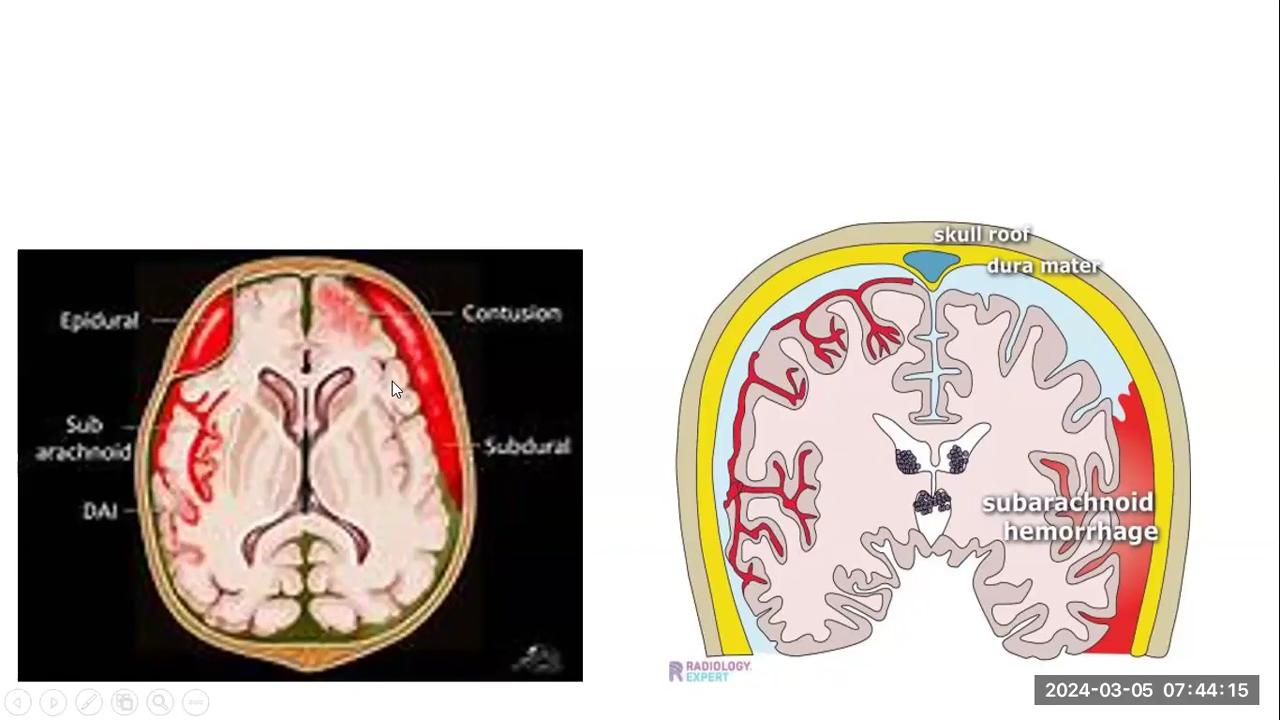 Epidural
Contusion
Sub
arachnoid
Subdural
DAI
skull roof
dura mater
subarachnoid
hemorrhage
RADIOLOGY
EXPERT
2024-03-05 07:44:15